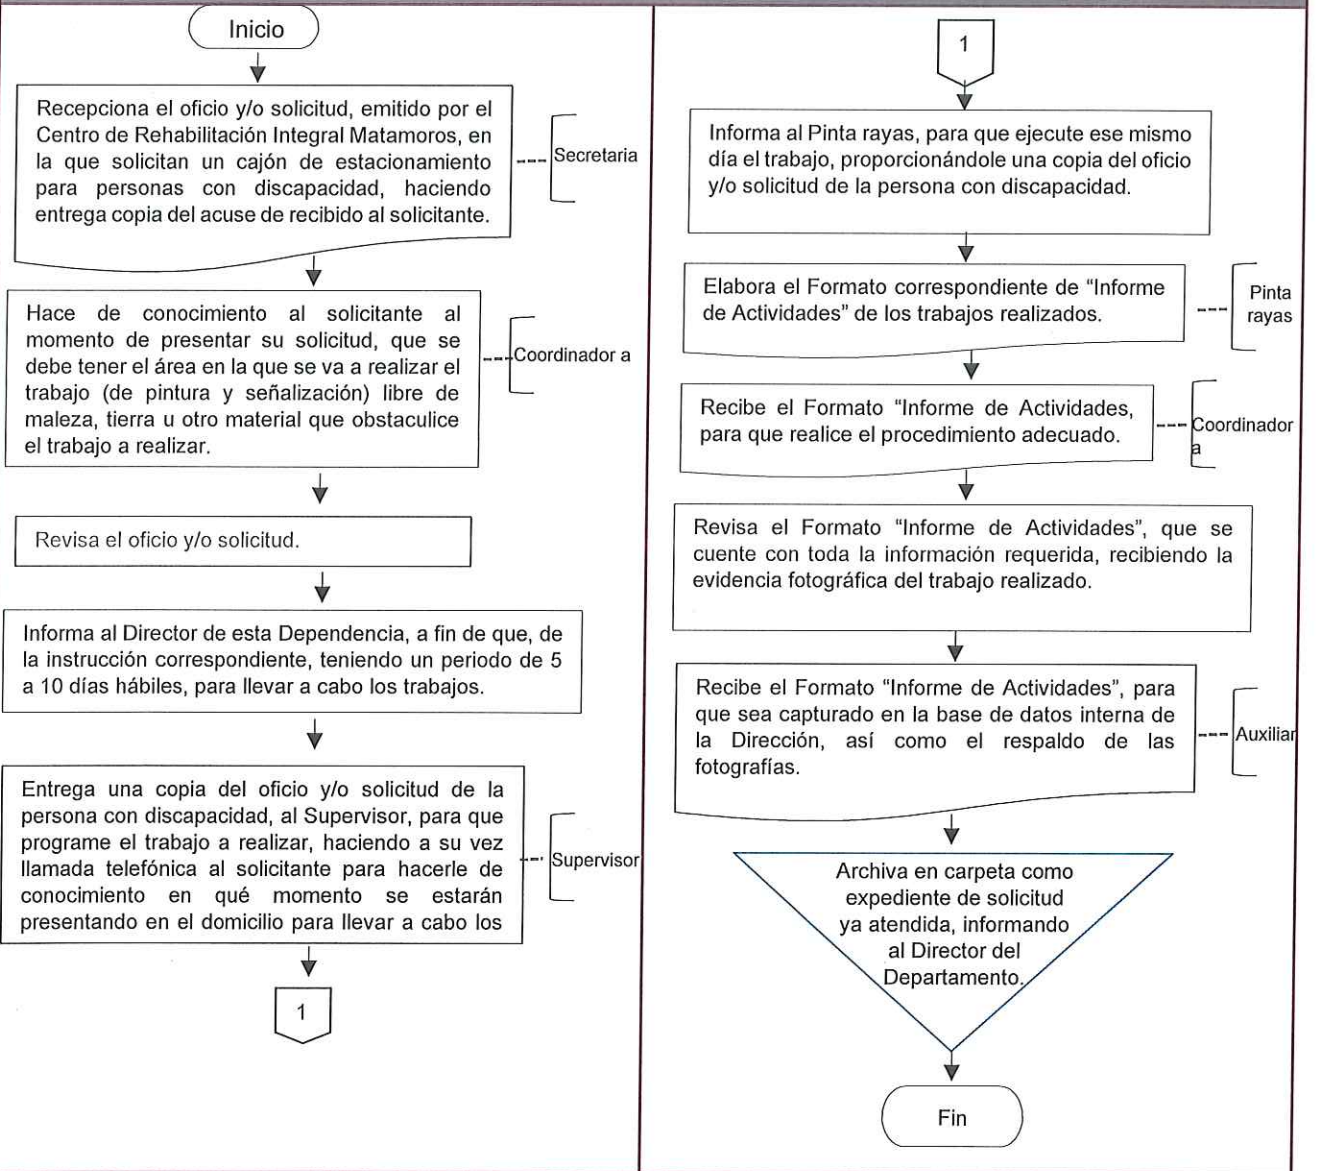 Inicio
Recepciona el oficio y/o solicitud, emitido por el
Centro de Rehabilitación Integral Matamoros, en
la que solicitan un cajón de estacionamiento
para personas con discapacidad, haciendo
entrega copia del acuse de recibido al solicitante.
Secretaria
Hace de conocimiento al solicitante al
momento de presentar su solicitud, que se
debe tener el área en la que se va a realizar el
trabajo (de pintura y señalización) libre de
maleza, tierra u otro material que obstaculice
el trabajo a realizar.
Coordinador a
Revisa el oficio y/o solicitud.
Informa al Director de esta Dependencia, a fin de que, de
la instrucción correspondiente, teniendo un periodo de 5
a 10 días hábiles, para llevar a cabo los trabajos.
Entrega una copia del oficio y/o solicitud de la
persona con discapacidad, al Supervisor, para que
programe el trabajo a realizar, haciendo a su vez
llamada telefónica al solicitante para hacerle de
conocimiento en qué momento se estarán
presentando en el domicilio para llevar a cabo los
Supervisor
1
1
Informa al Pinta rayas, para que ejecute ese mismo
día el trabajo, proporcionándole una copia del oficio
y/o solicitud de la persona con discapacidad.
Elabora el Formato correspondiente de “Informe
de Actividades” de los trabajos realizados.
Pinta
rayas
Recibe el Formato “Informe de Actividades,
para que realice el procedimiento adecuado.
Coordinador
a
Revisa el Formato “Informe de Actividades”, que se
cuente con toda la información requerida, recibiendo la
evidencia fotográfica del trabajo realizado.
Recibe el Formato “Informe de Actividades”, para
que sea capturado en la base de datos interna de
la Dirección, así como el respaldo de las
fotografías.
Auxiliar
Archiva en carpeta como
expediente de solicitud
ya atendida, informando
al Director del
Departamento.
Fin